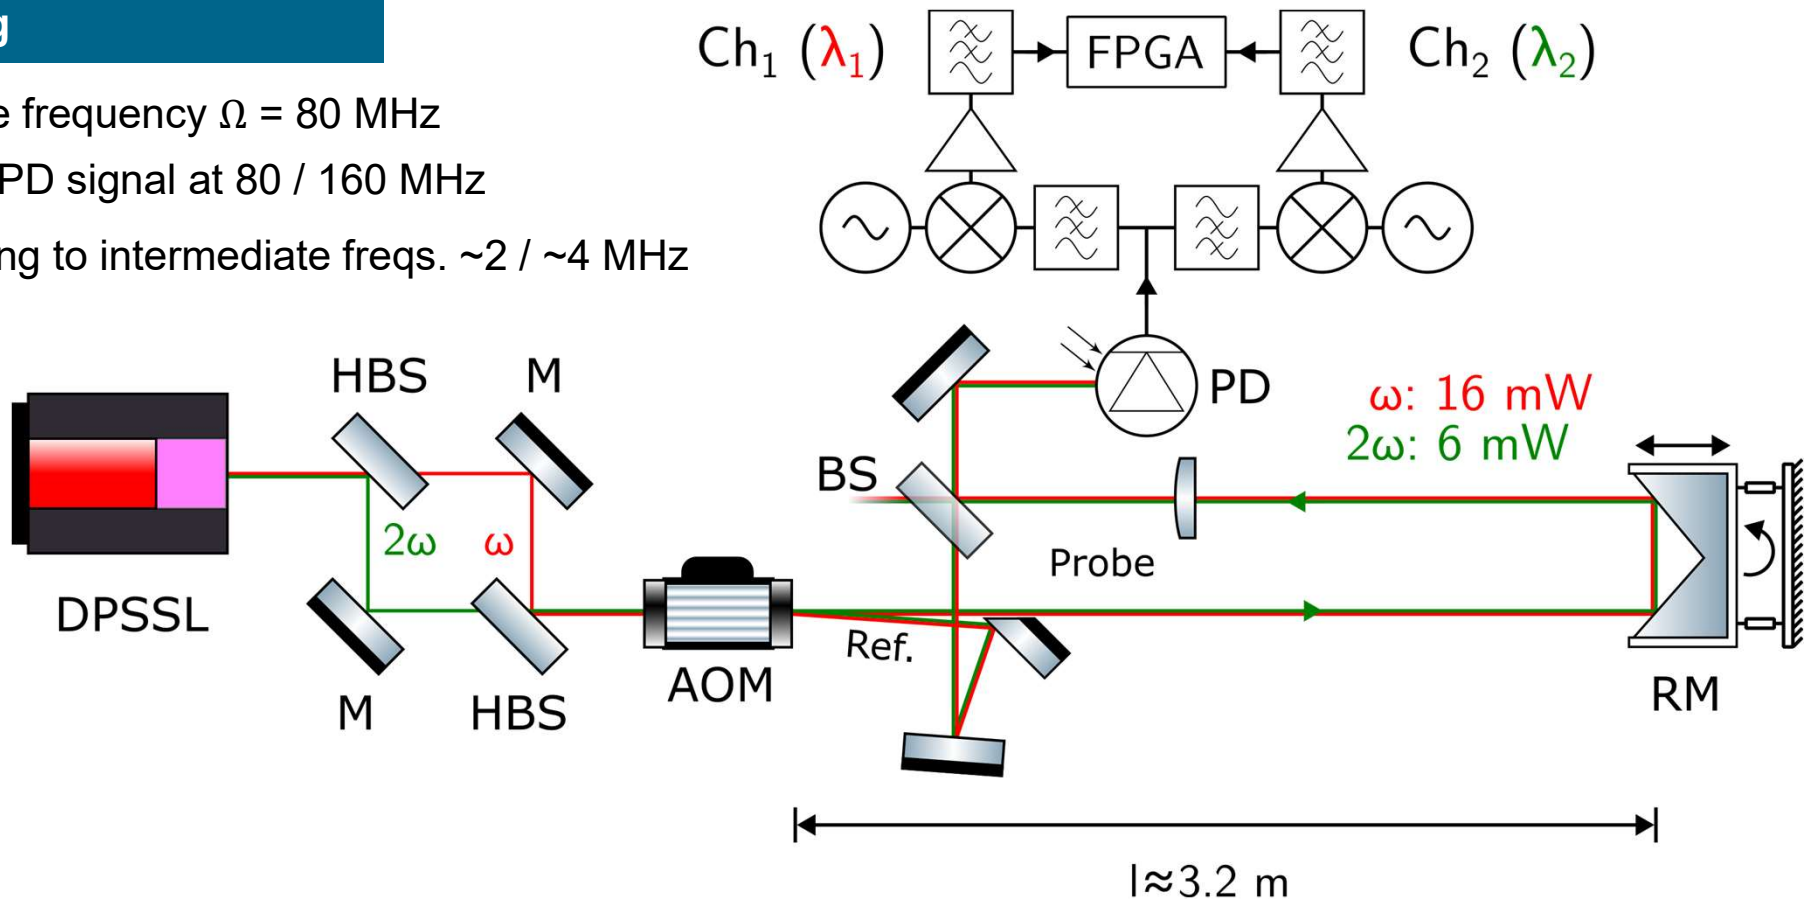 g
e frequency Ω = 80 MHz
PD signal at 80 / 160 MHz
ng to intermediate freqs. ~2 / ~4 MHz
Ch₁ (λ₁)
FPGA
Ch₂ (λ₂)
HBS
M
PD
ω: 16 mW
2ω: 6 mW
BS
2ω
ω
Probe
DPSSL
Ref.
AOM
RM
M
HBS
l≈3.2 m